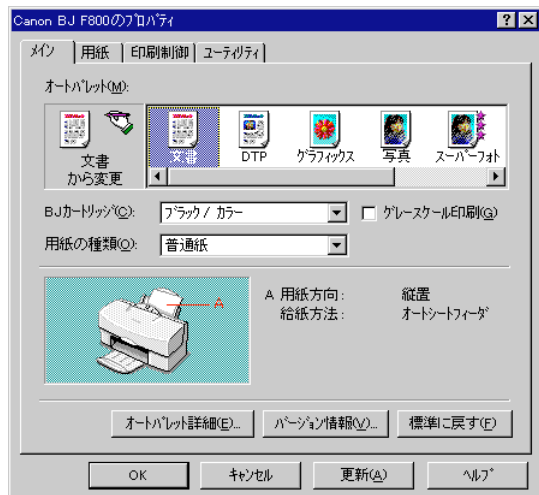 Canon BJ F800のﾌﾟﾛﾊﾟﾃｨ
ﾒｲﾝ 用紙 印刷制御 ﾕｰﾃｨﾘﾃｨ
ｵｰﾄﾊﾟﾚｯﾄ(M):
文書
から変更
文書 DTP ｸﾞﾗﾌｨｯｸｽ 写真 ｽｰﾊﾟｰﾌｫﾄ
BJｶｰﾄﾘｯｼﾞ(C): ﾌﾞﾗｯｸ / ｶﾗｰ ｸﾞﾚｰｽｹｰﾙ印刷(G)
用紙の種類(O): 普通紙
A
A 用紙方向: 縦置
給紙方法: ｵｰﾄｼｰﾄﾌｨｰﾀﾞ
ｵｰﾄﾊﾟﾚｯﾄ詳細(E)... ﾊﾞｰｼﾞｮﾝ情報(V)... 標準に戻す(F)
OK ｷｬﾝｾﾙ 更新(A) ﾍﾙﾌﾟ